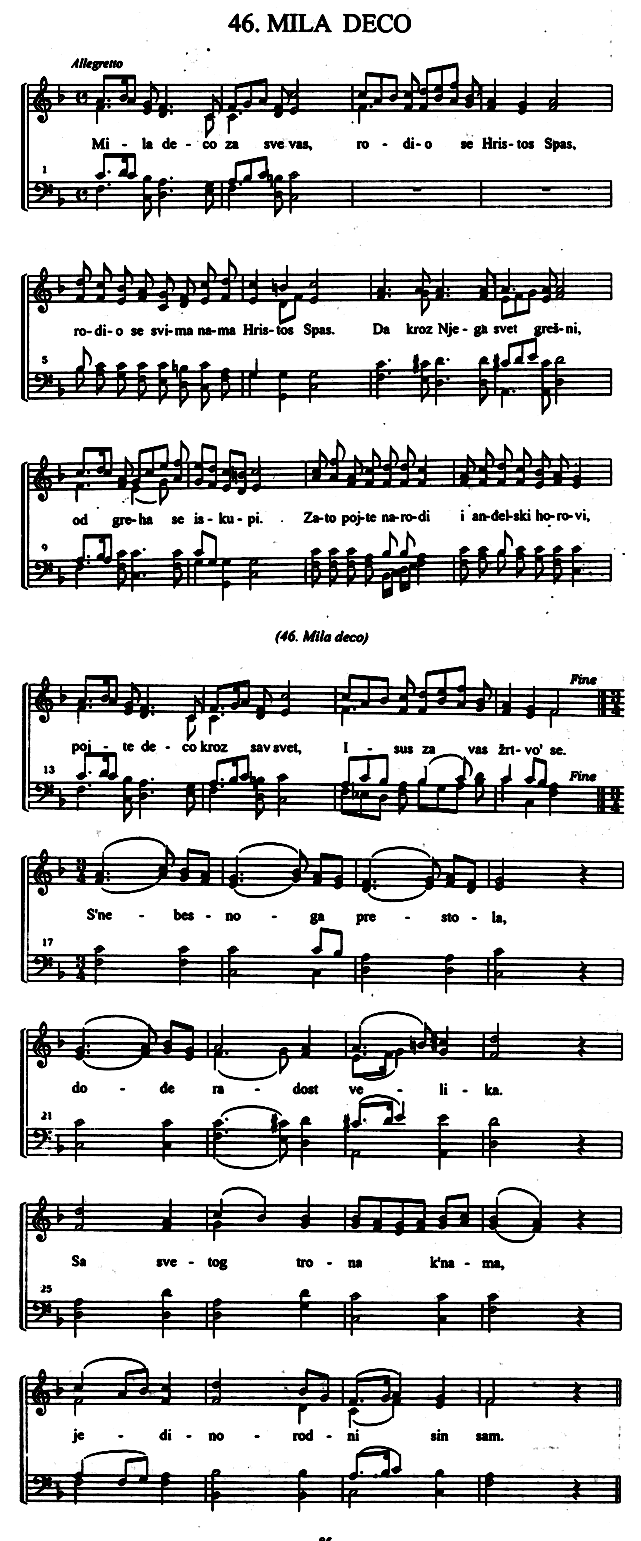 46. MILA DECO
Allegretto
Mi - la de - co za sve vas, ro - di - o se Hris - tos Spas,
1
ro - di - o se svi - ma na - ma Hris - tos Spas. Da kroz Nje - ga svet greš - ni,
5
od gre - ha se is - ku - pi. Za - to poj - te na - ro - di i an - đel - ski ho - ro - vi,
9
(46. Mila deco)
Fine
poj - te de - co kroz sav svet, I - sus za vas žrt - vo' se.
13
Fine
S'ne - bes - no - ga pre - sto - la,
17
do - đe ra - dost ve - li - ka.
21
Sa sve - tog tro - na k'na - ma,
25
je - di - no - rod - ni sin sam.